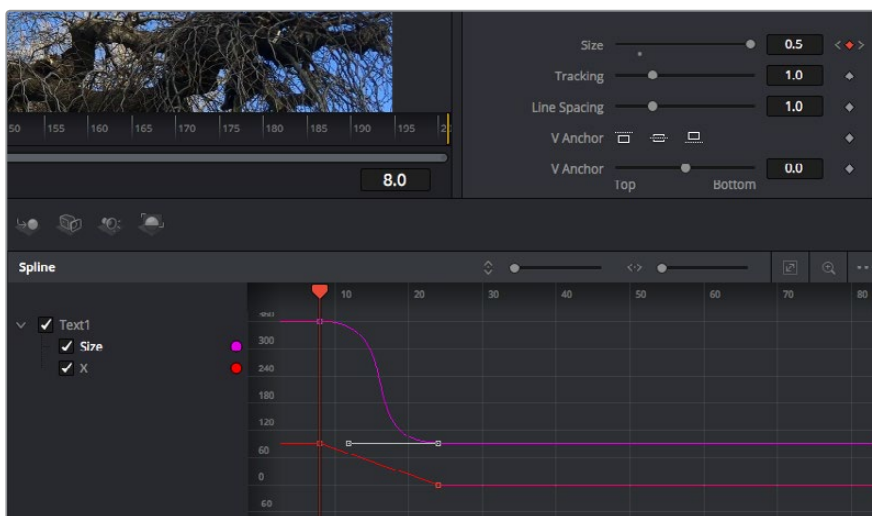 Size 0.5 < >
Tracking 1.0
Line Spacing 1.0
V Anchor
V Anchor 0.0
Top Bottom
50 155 160 165 170 175 180 185 190 195
8.0
Spline
10 20 30 40 50 60 70 80
Text1
Size
X
300
240
180
120
60
0
60